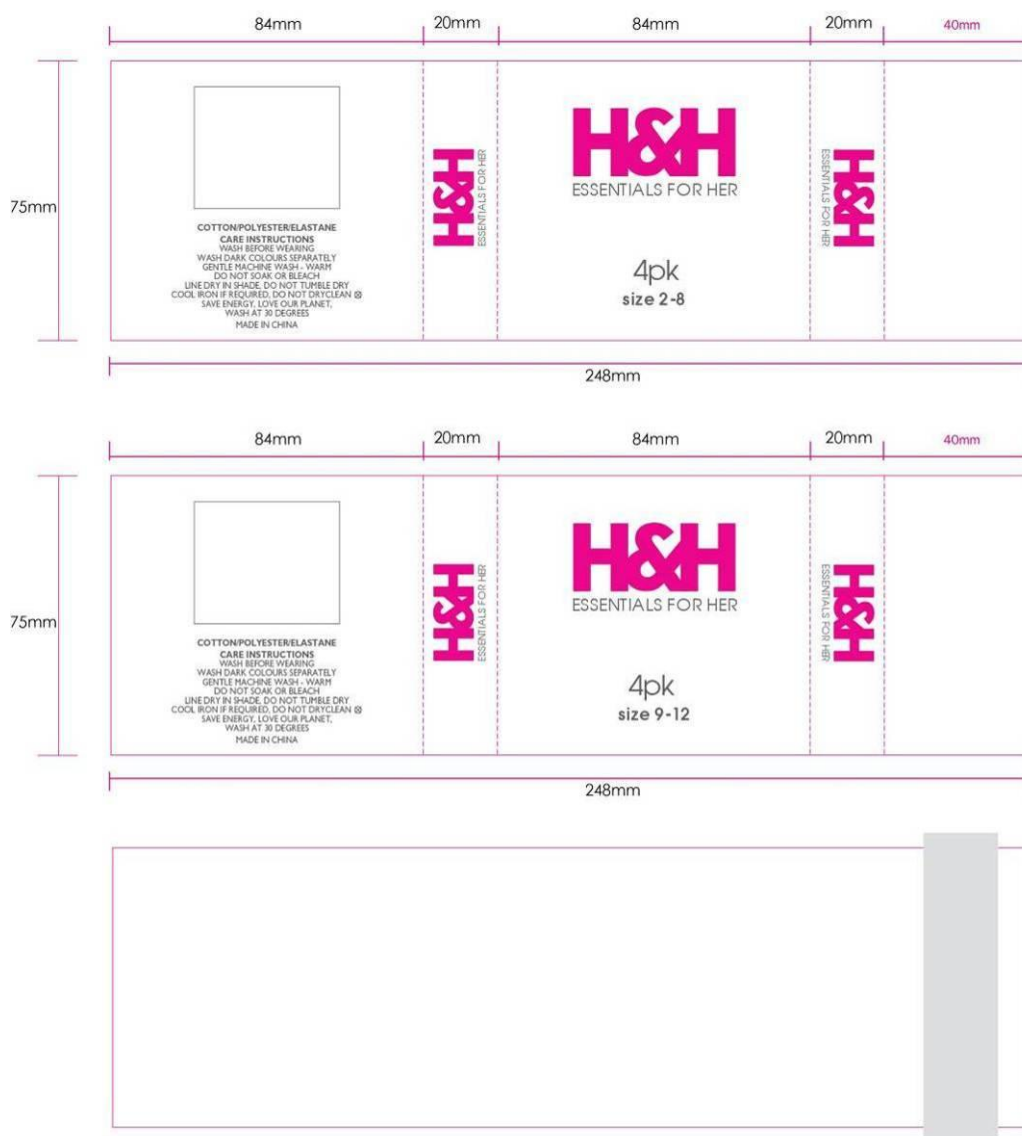 84mm 20mm 84mm 20mm 40mm
75mm
H&H
ESSENTIALS FOR HER
H&H
ESSENTIALS FOR HER
H&H
ESSENTIALS FOR HER
COTTON/POLYESTER/ELASTANE
CARE INSTRUCTIONS
WASH BEFORE WEARING
WASH DARK COLOURS SEPARATELY
GENTLE MACHINE WASH - WARM
DO NOT SOAK OR BLEACH
LINE DRY IN SHADE, DO NOT TUMBLE DRY
COOL IRON IF REQUIRED, DO NOT DRYCLEAN
SAVE ENERGY, LOVE OUR PLANET,
WASH AT 30 DEGREES
MADE IN CHINA
4pk
size 2-8
248mm
84mm 20mm 84mm 20mm 40mm
75mm
H&H
ESSENTIALS FOR HER
H&H
ESSENTIALS FOR HER
H&H
ESSENTIALS FOR HER
COTTON/POLYESTER/ELASTANE
CARE INSTRUCTIONS
WASH BEFORE WEARING
WASH DARK COLOURS SEPARATELY
GENTLE MACHINE WASH - WARM
DO NOT SOAK OR BLEACH
LINE DRY IN SHADE, DO NOT TUMBLE DRY
COOL IRON IF REQUIRED, DO NOT DRYCLEAN
SAVE ENERGY, LOVE OUR PLANET,
WASH AT 30 DEGREES
MADE IN CHINA
4pk
size 9-12
248mm